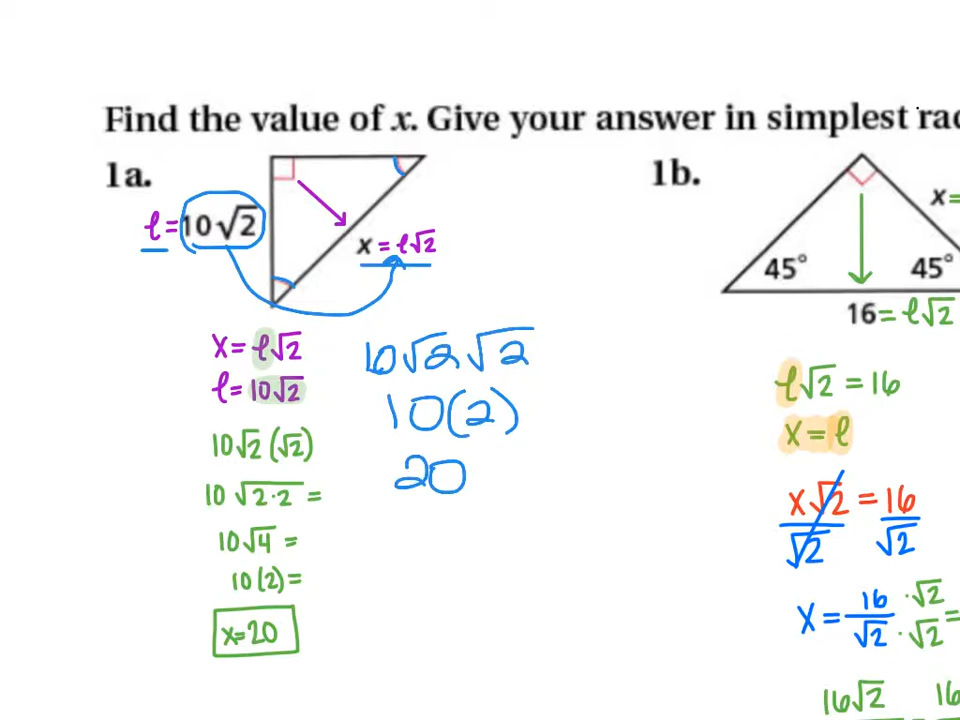 Find the value of x. Give your answer in simplest rad
1a.
ℓ = 10√2
x = ℓ√2
x = ℓ√2
ℓ = 10√2
10√2 (√2)
10 √2·2 =
10√4 =
10(2) =
x=20
10√2 √2
10(2)
20
1b.
x=
45°
45°
16 = ℓ√2
ℓ√2 = 16
x = ℓ
x√2 = 16
√2 √2
x = 16/√2 ·√2/·√2 =
16√2 16